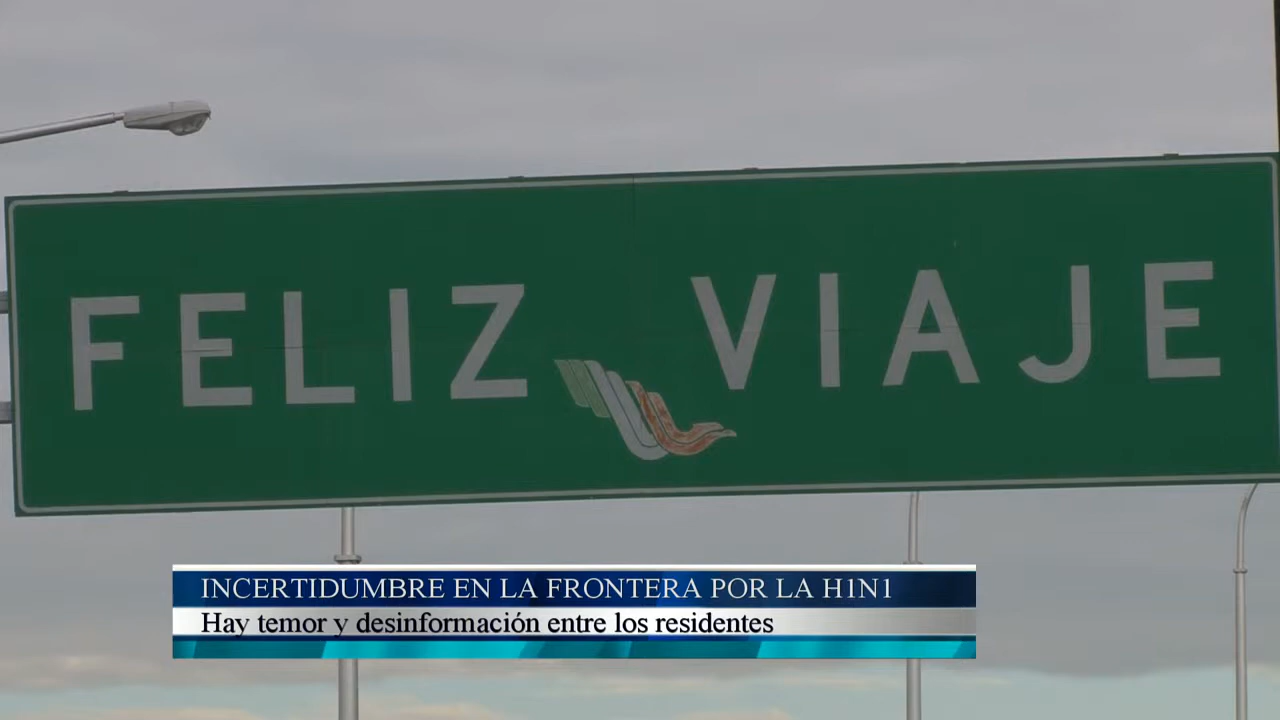 FELIZ VIAJE
INCERTIDUMBRE EN LA FRONTERA POR LA H1N1
Hay temor y desinformación entre los residentes